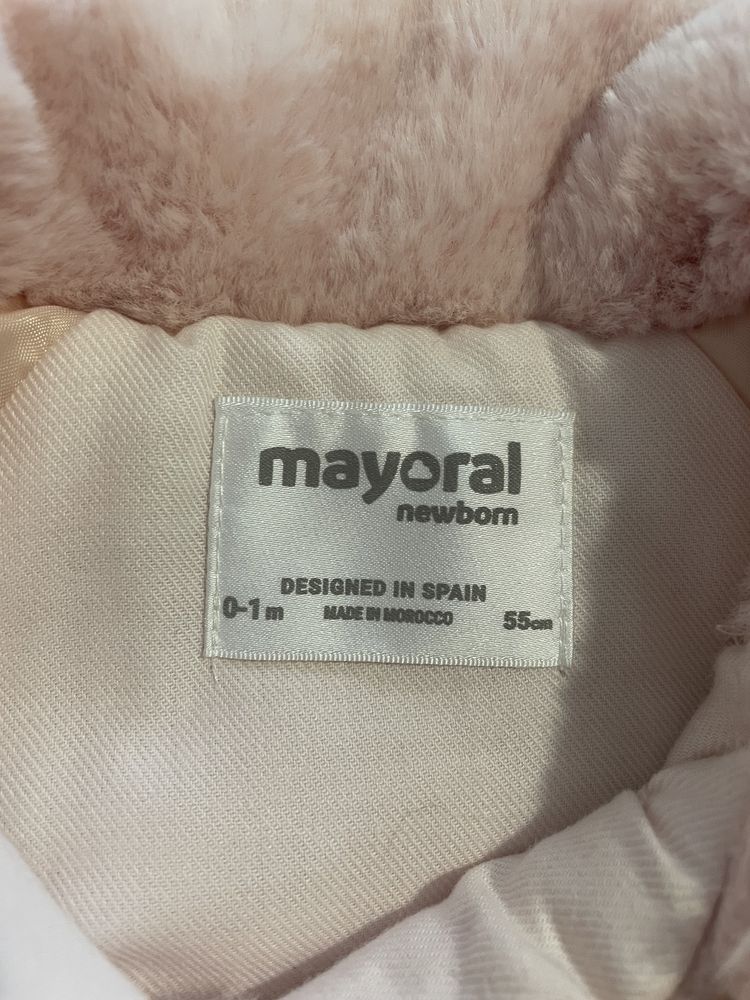 mayoral
newborn
DESIGNED IN SPAIN
0-1 m MADE IN MOROCCO 55cm